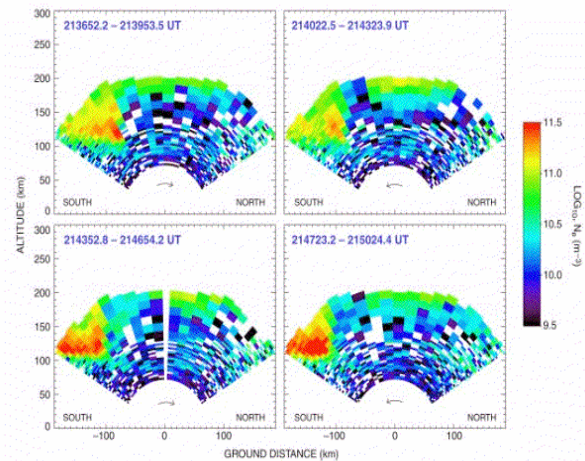 300
250
200
150
100
50
0
213652.2 – 213953.5 UT
SOUTH
NORTH
214022.5 – 214323.9 UT
SOUTH
NORTH
300
250
200
150
100
50
0
214352.8 – 214654.2 UT
SOUTH
NORTH
214723.2 – 215024.4 UT
SOUTH
NORTH
−100
0
100
−100
0
100
ALTITUDE (km)
GROUND DISTANCE (km)
11.5
11.0
10.5
10.0
9.5
LOG₁₀ Nₑ (m⁻³)